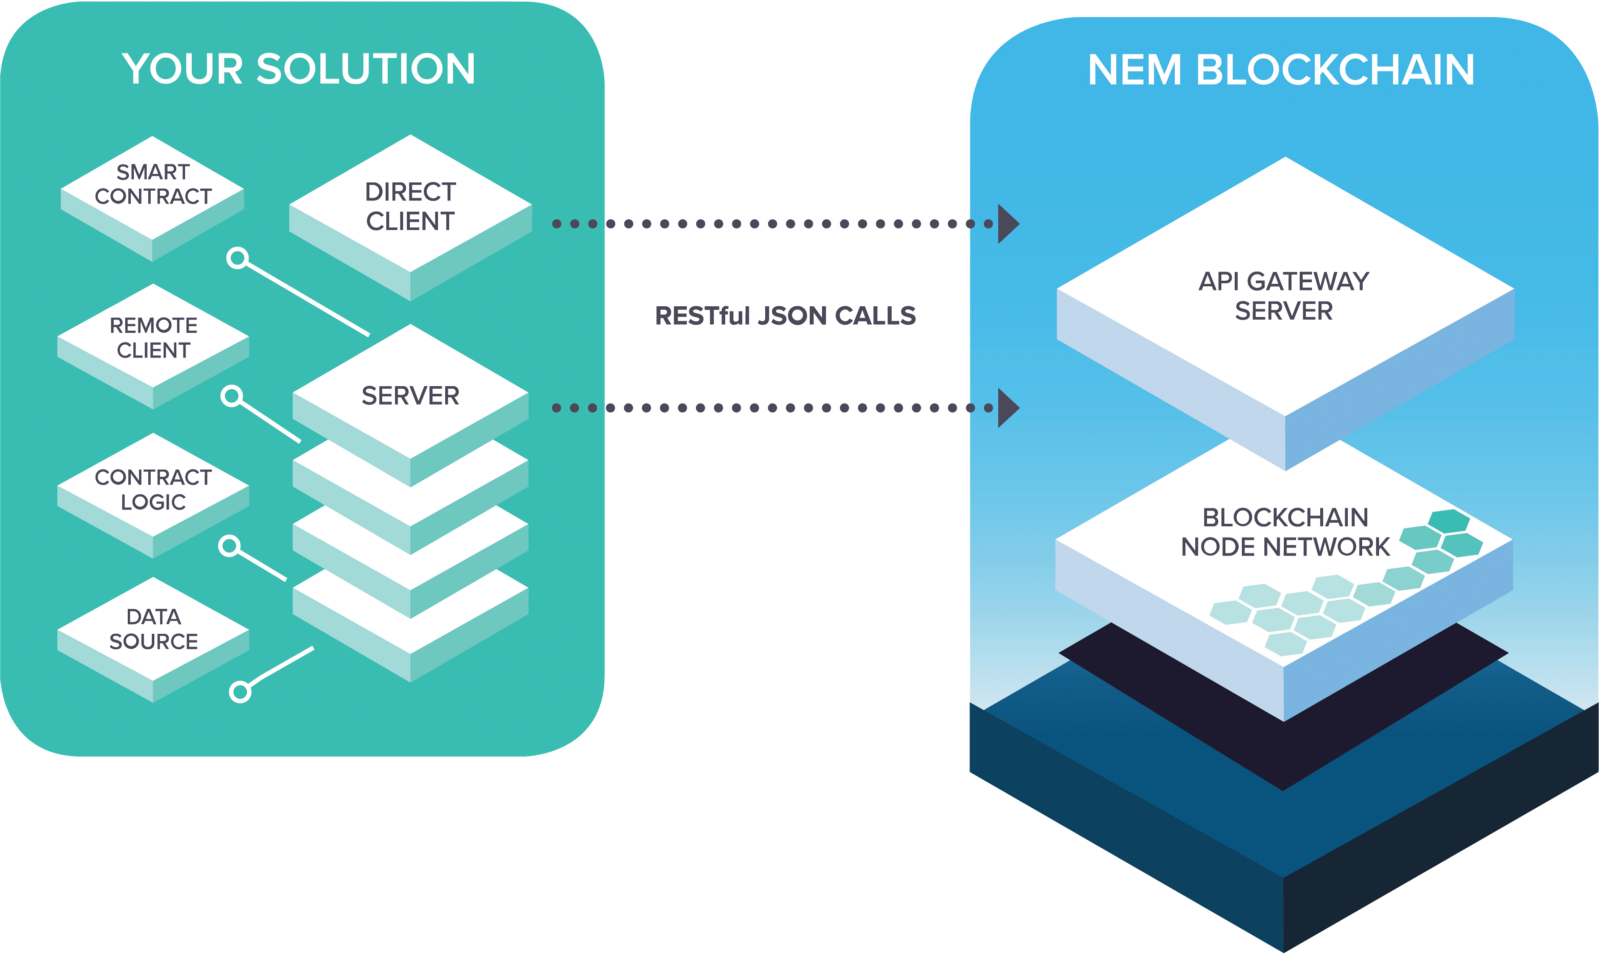 YOUR SOLUTION
SMART
CONTRACT
DIRECT
CLIENT
REMOTE
CLIENT
SERVER
CONTRACT
LOGIC
DATA
SOURCE
RESTful JSON CALLS
NEM BLOCKCHAIN
API GATEWAY
SERVER
BLOCKCHAIN
NODE NETWORK